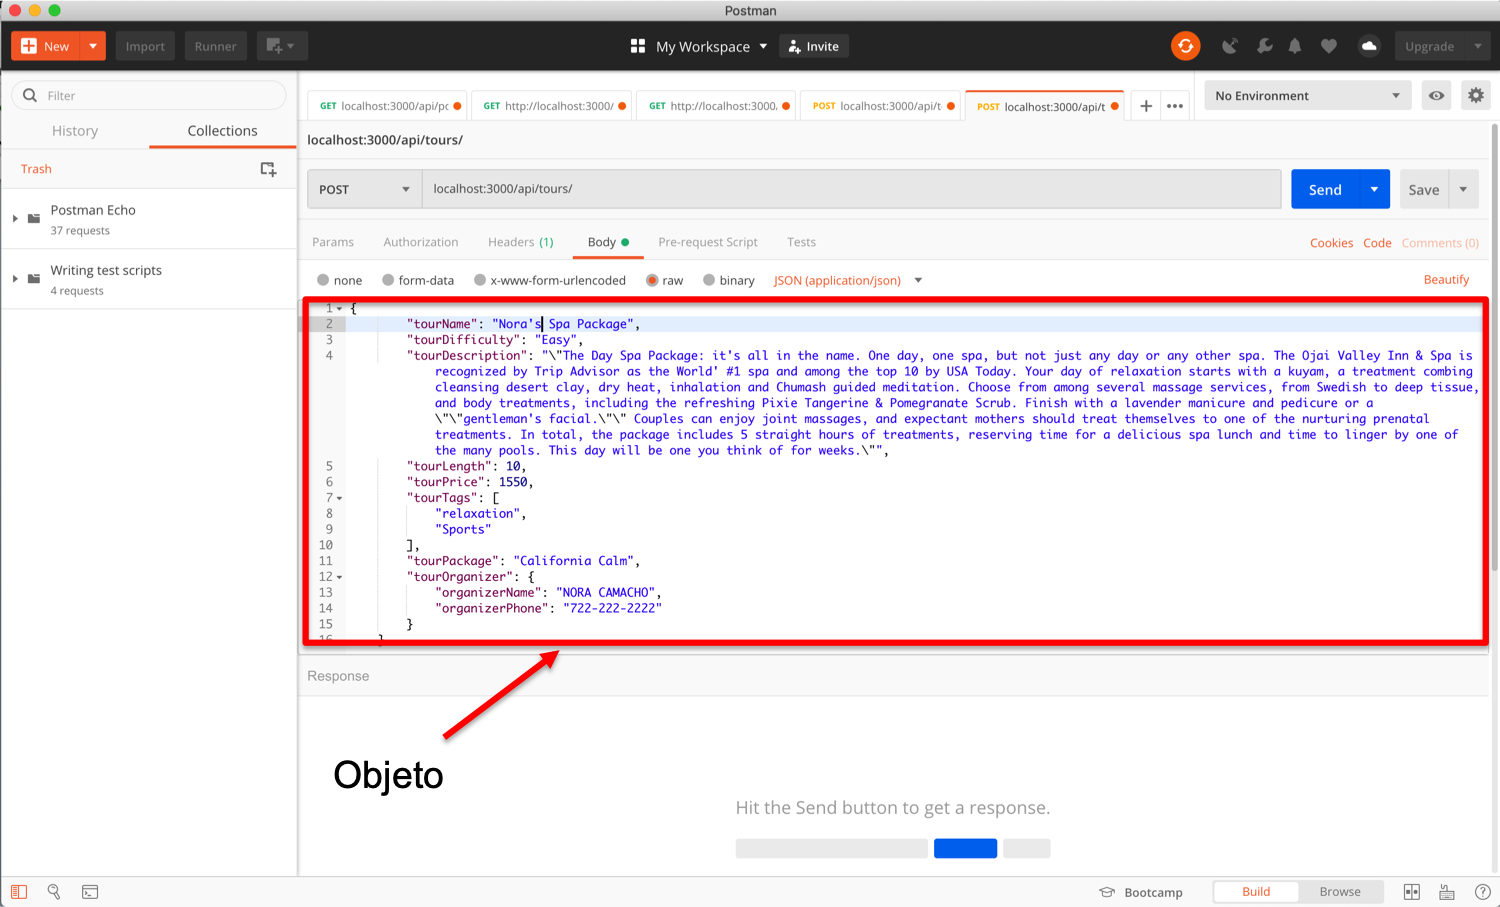 Postman
New
Import
Runner
My Workspace
Invite
Upgrade
Filter
History
Collections
Trash
Postman Echo
37 requests
Writing test scripts
4 requests
GET localhost:3000/api/pc
GET http://localhost:3000/
GET http://localhost:3000,
POST localhost:3000/api/t
POST localhost:3000/api/t
No Environment
localhost:3000/api/tours/
POST
localhost:3000/api/tours/
Send
Save
Params
Authorization
Headers (1)
Body
Pre-request Script
Tests
Cookies
Code
Comments (0)
none
form-data
x-www-form-urlencoded
raw
binary
JSON (application/json)
Beautify
1 {
2 "tourName": "Nora's Spa Package",
3 "tourDifficulty": "Easy",
4 "tourDescription": "\"The Day Spa Package: it's all in the name. One day, one spa, but not just any day or any other spa. The Ojai Valley Inn & Spa is
recognized by Trip Advisor as the World' #1 spa and among the top 10 by USA Today. Your day of relaxation starts with a kuyam, a treatment combing
cleansing desert clay, dry heat, inhalation and Chumash guided meditation. Choose from among several massage services, from Swedish to deep tissue,
and body treatments, including the refreshing Pixie Tangerine & Pomegranate Scrub. Finish with a lavender manicure and pedicure or a
\"\"gentleman's facial.\"\" Couples can enjoy joint massages, and expectant mothers should treat themselves to one of the nurturing prenatal
treatments. In total, the package includes 5 straight hours of treatments, reserving time for a delicious spa lunch and time to linger by one of
the many pools. This day will be one you think of for weeks.\"",
5 "tourLength": 10,
6 "tourPrice": 1550,
7 "tourTags": [
8 "relaxation",
9 "Sports"
10 ],
11 "tourPackage": "California Calm",
12 "tourOrganizer": {
13 "organizerName": "NORA CAMACHO",
14 "organizerPhone": "722-222-2222"
15 }
16 }
Response
Objeto
Hit the Send button to get a response.
Bootcamp
Build
Browse